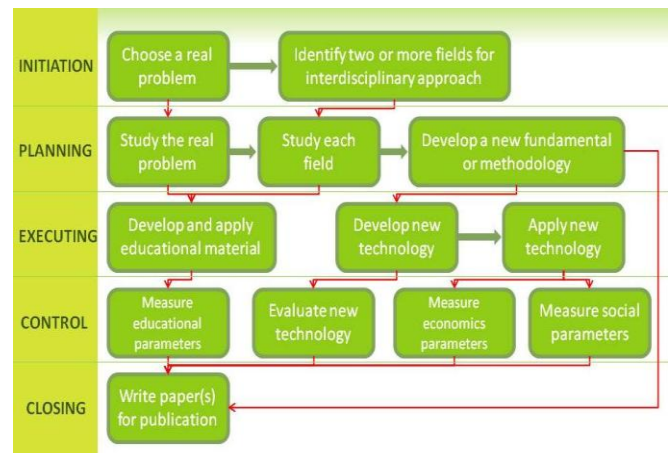 INITIATION
Choose a real
problem
Identify two or more fields for
interdisciplinary approach
PLANNING
Study the real
problem
Study each
field
Develop a new fundamental
or methodology
EXECUTING
Develop and apply
educational material
Develop new
technology
Apply new
technology
CONTROL
Measure
educational
parameters
Evaluate new
technology
Measure
economics
parameters
Measure social
parameters
CLOSING
Write paper(s)
for publication